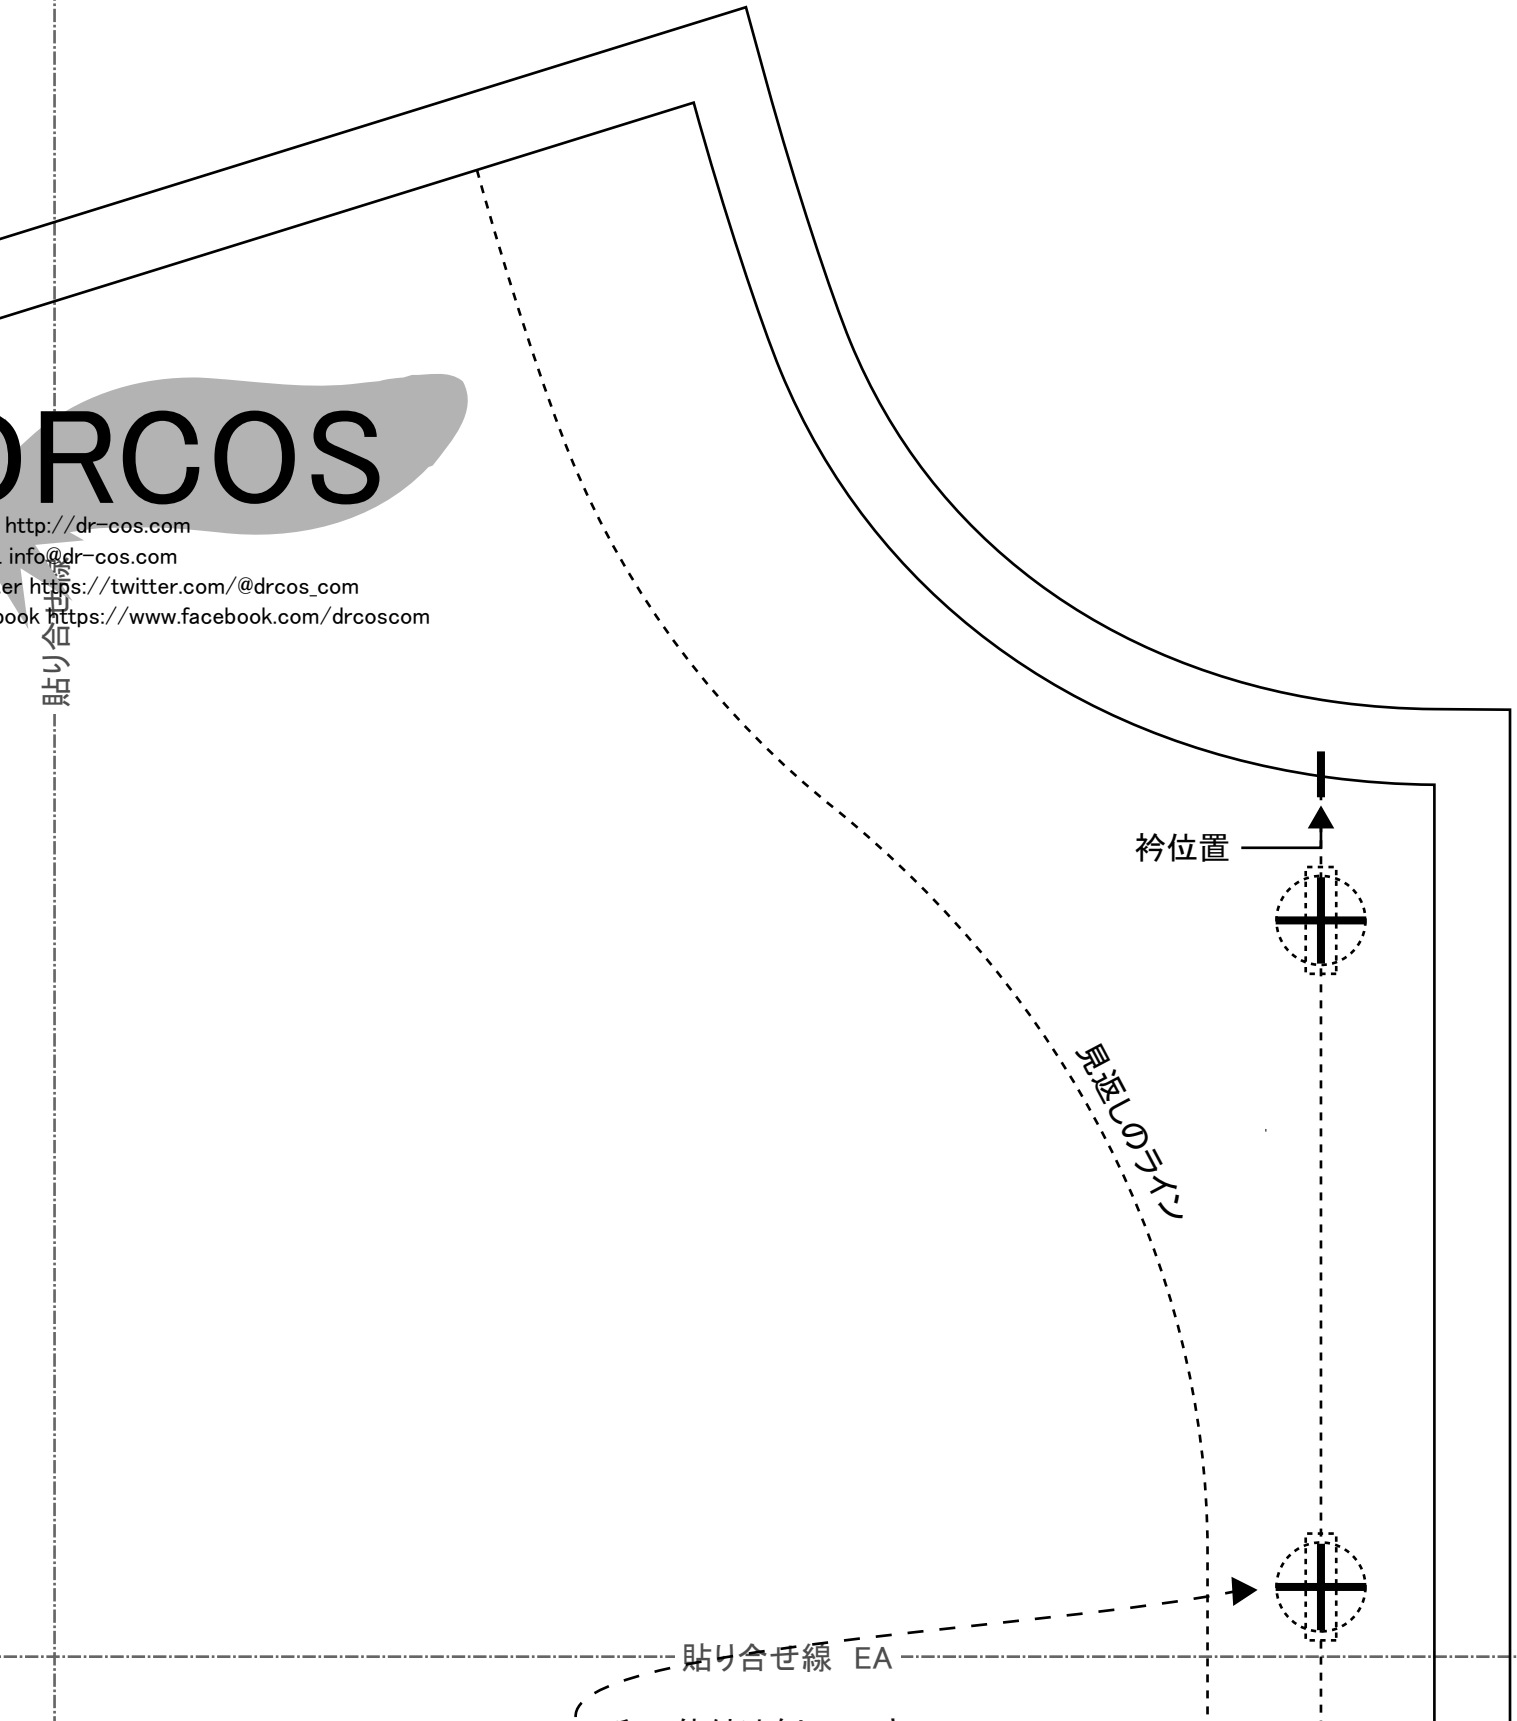 DRCOS
http://dr-cos.com
info@dr-cos.com
https://twitter.com/@drcos_com
https://www.facebook.com/drcoscom
貼り合せ線
衿位置
見返しのライン
貼り合せ線 EA